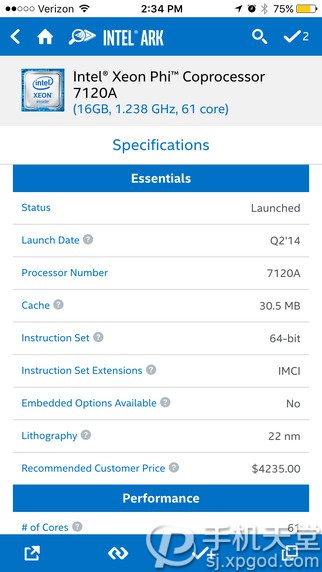 Verizon 2:34 PM 75%
INTEL® ARK 2
intel XEON inside
Intel® Xeon Phi™ Coprocessor
7120A
(16GB, 1.238 GHz, 61 core)
Specifications
Essentials
Status Launched
Launch Date ? Q2'14
Processor Number 7120A
Cache ? 30.5 MB
Instruction Set ? 64-bit
Instruction Set Extensions ? IMCI
Embedded Options Available ? No
Lithography ? 22 nm
Recommended Customer Price ? $4235.00
Performance
# of Cores ? 61
手机天堂
sj.xpgod.com